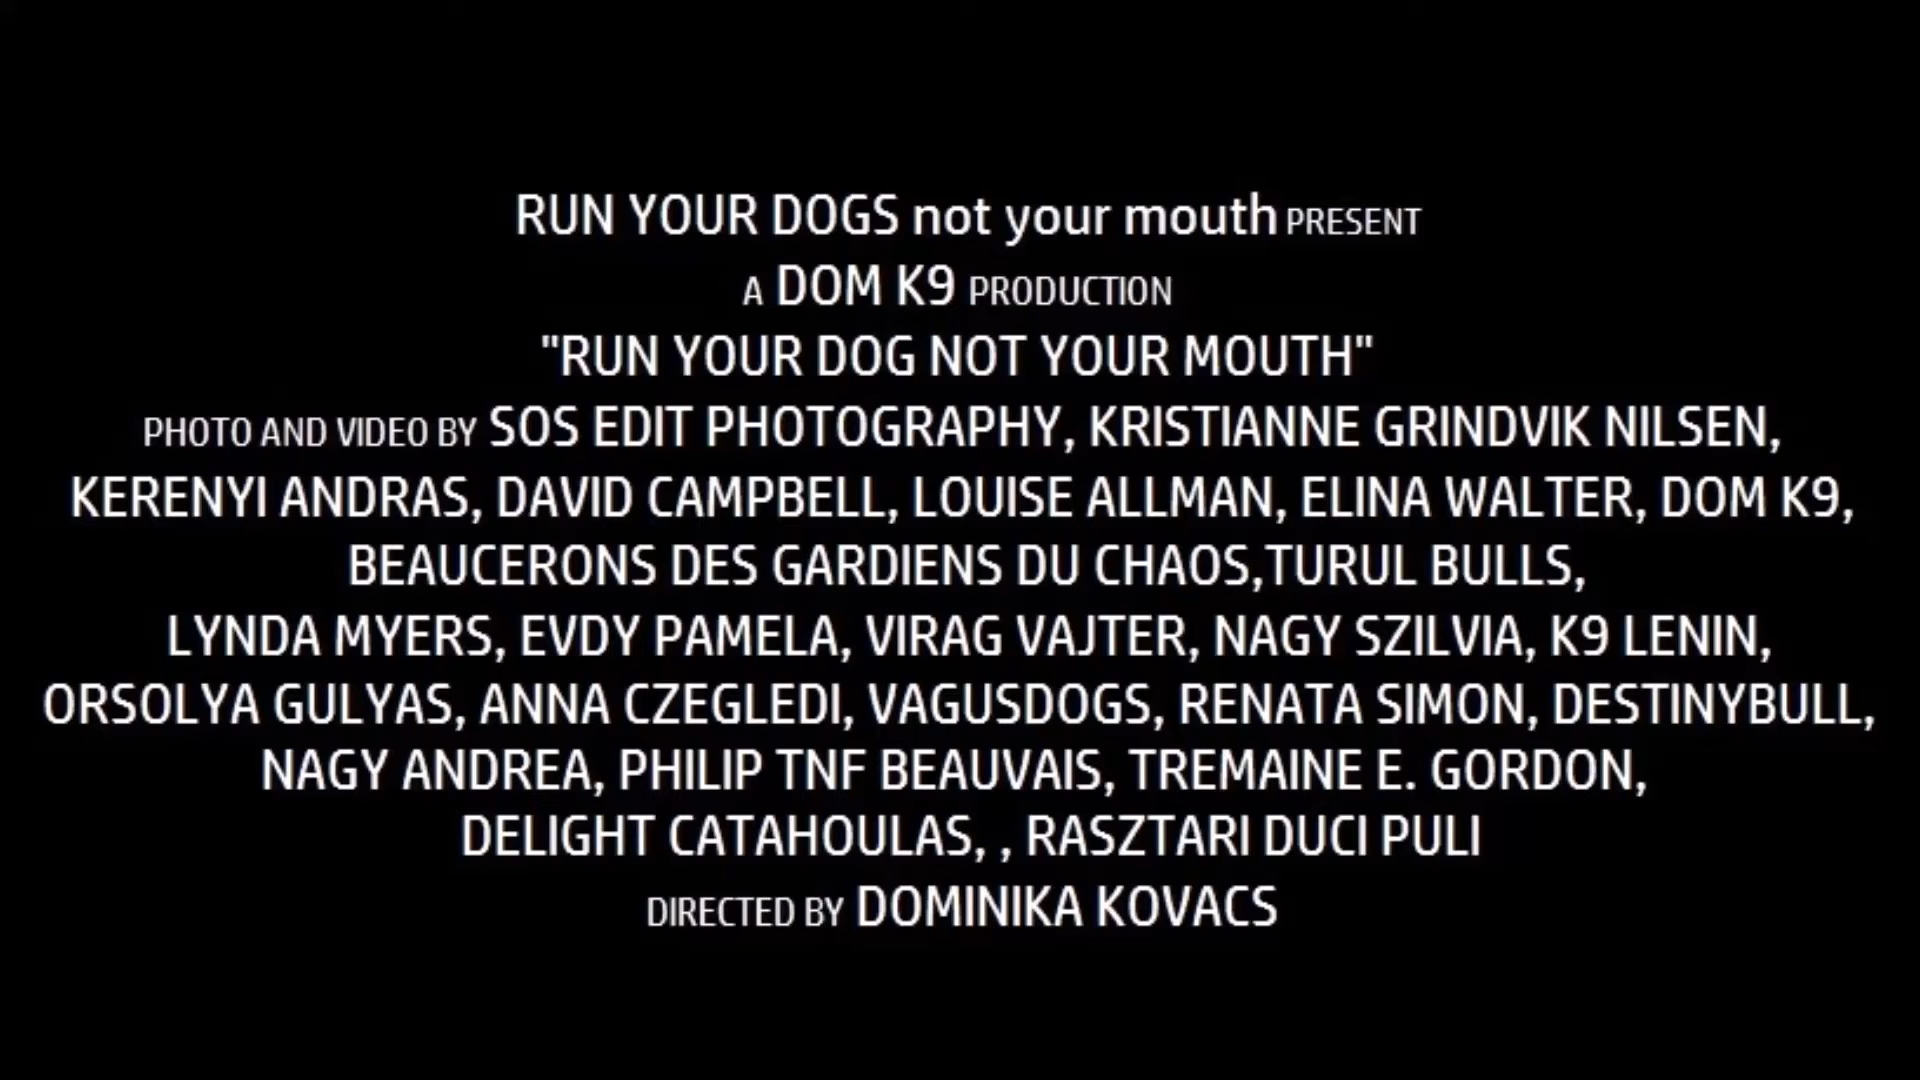 RUN YOUR DOGS not your mouth PRESENT
A DOM K9 PRODUCTION
"RUN YOUR DOG NOT YOUR MOUTH"
PHOTO AND VIDEO BY SOS EDIT PHOTOGRAPHY, KRISTIANNE GRINDVIK NILSEN,
KERENYI ANDRAS, DAVID CAMPBELL, LOUISE ALLMAN, ELINA WALTER, DOM K9,
BEAUCERONS DES GARDIENS DU CHAOS,TURUL BULLS,
LYNDA MYERS, EVDY PAMELA, VIRAG VAJTER, NAGY SZILVIA, K9 LENIN,
ORSOLYA GULYAS, ANNA CZEGLEDI, VAGUSDOGS, RENATA SIMON, DESTINYBULL,
NAGY ANDREA, PHILIP TNF BEAUVAIS, TREMAINE E. GORDON,
DELIGHT CATAHOULAS, , RASZTARI DUCI PULI
DIRECTED BY DOMINIKA KOVACS